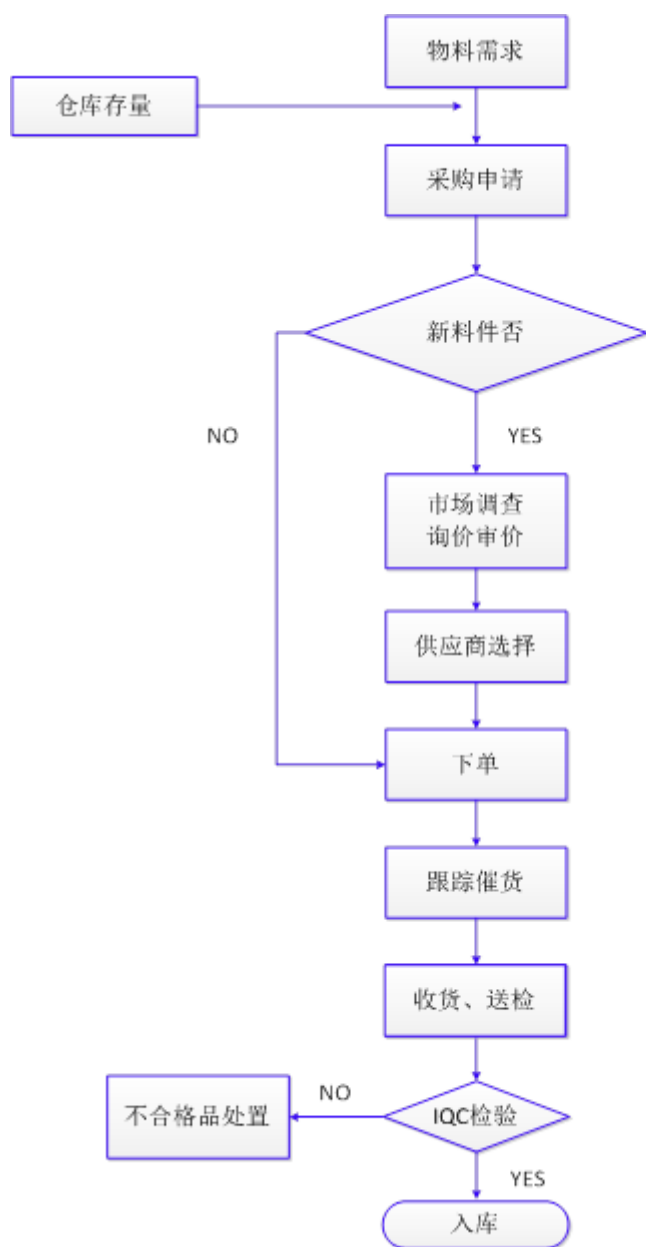 物料需求
仓库存量
采购申请
新料件否
NO
YES
市场调查
询价审价
供应商选择
下单
跟踪催货
收货、送检
NO
不合格品处置
IQC检验
YES
入库